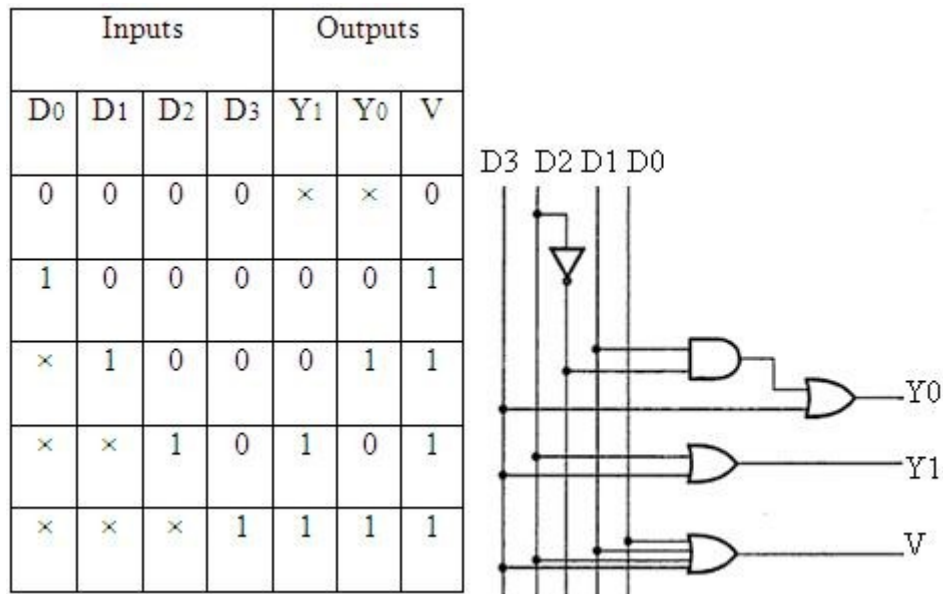 Inputs Outputs
D0 D1 D2 D3 Y1 Y0 V
0 0 0 0 × × 0
1 0 0 0 0 0 1
× 1 0 0 0 1 1
× × 1 0 1 0 1
× × × 1 1 1 1
D3 D2 D1 D0
Y0
Y1
V